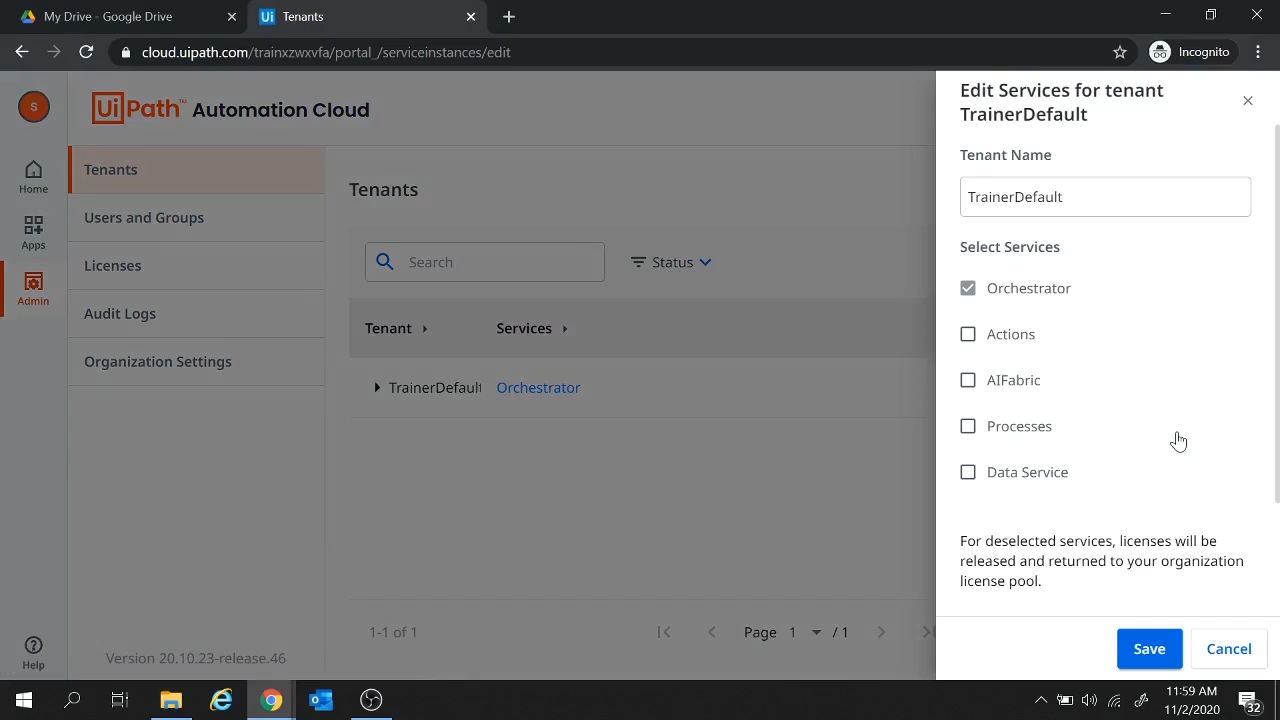 My Drive - Google Drive
Ui Tenants
cloud.uipath.com/trainxzwxvfa/portal_/serviceinstances/edit
Incognito
S
UiPath™ Automation Cloud
Home
Apps
Admin
Help
Tenants
Users and Groups
Licenses
Audit Logs
Organization Settings
Version 20.10.23-release.46
Tenants
Search
Status
Tenant Services
TrainerDefault Orchestrator
1-1 of 1
Page 1 / 1
Edit Services for tenant
TrainerDefault
Tenant Name
TrainerDefault
Select Services
Orchestrator
Actions
AIFabric
Processes
Data Service
For deselected services, licenses will be
released and returned to your organization
license pool.
Save Cancel
11:59 AM
11/2/2020
32